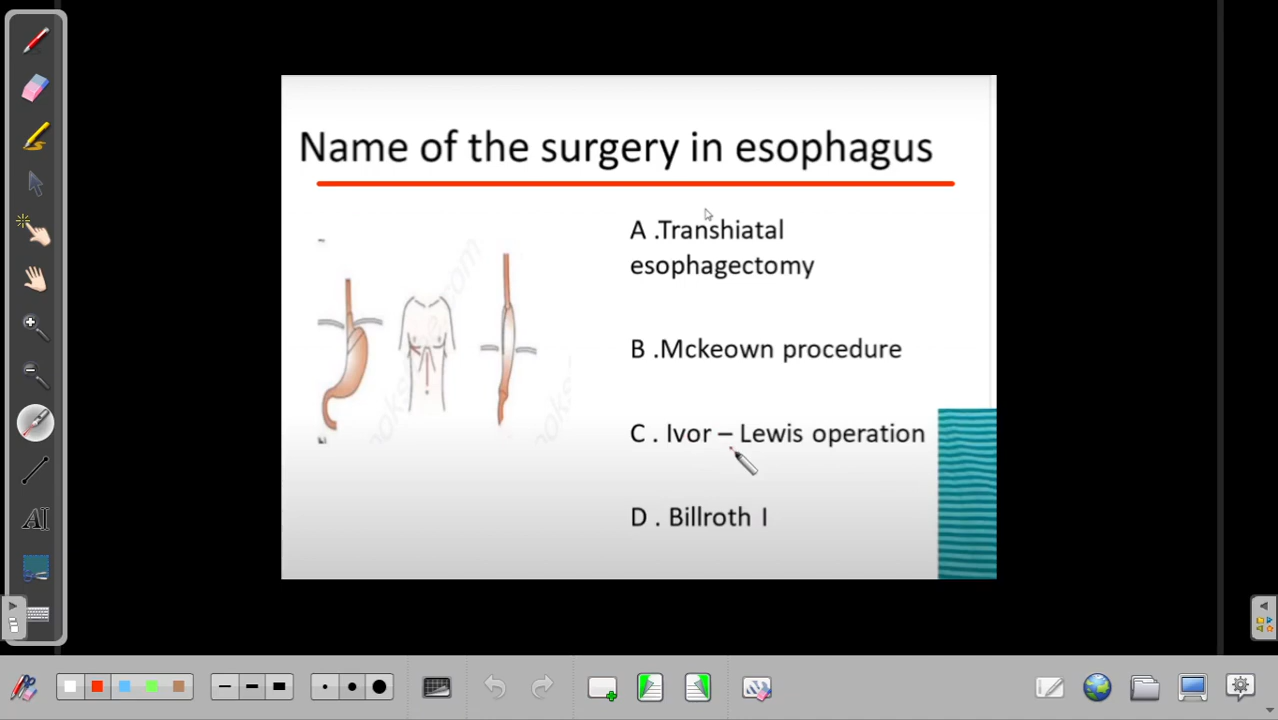 Name of the surgery in esophagus
A .Transhiatal
esophagectomy
B .Mckeown procedure
C . Ivor – Lewis operation
D . Billroth I